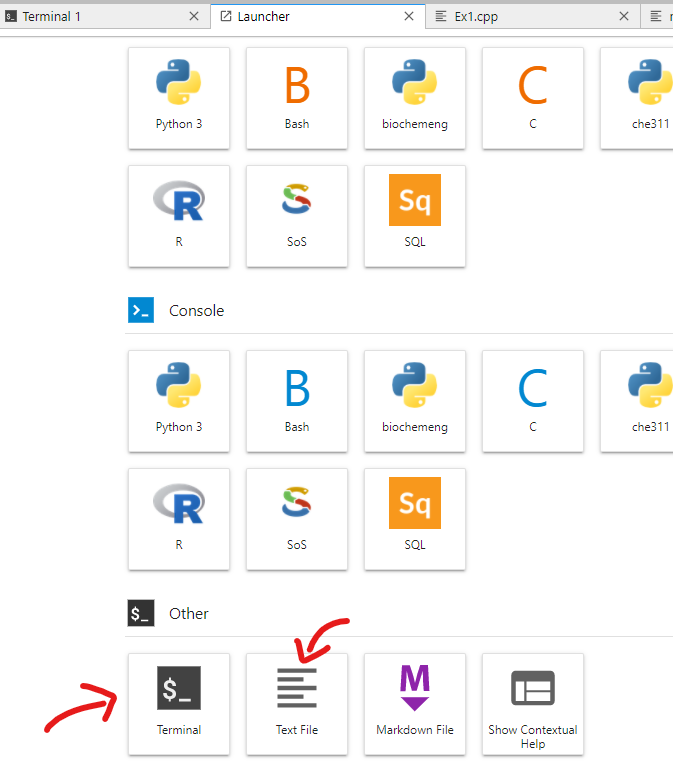 $_ Terminal 1
Launcher
Ex1.cpp
Python 3
B
Bash
biochemeng
C
C
che311
R
R
SoS
Sq
SQL
>_ Console
Python 3
B
Bash
biochemeng
C
C
che311
R
R
SoS
Sq
SQL
$_ Other
$_
Terminal
Text File
M
Markdown File
Show Contextual
Help